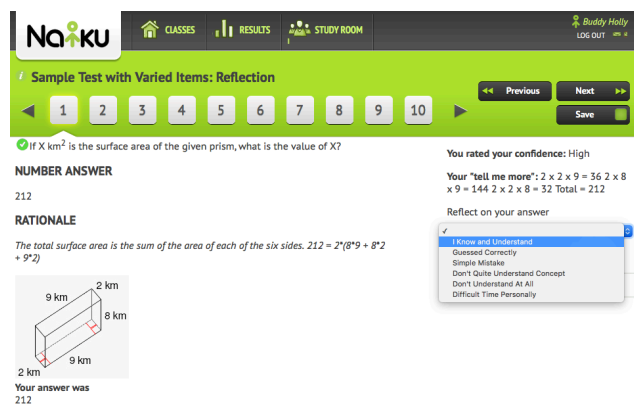 Naiku
CLASSES
RESULTS
STUDY ROOM
Buddy Holly
LOG OUT
i Sample Test with Varied Items: Reflection
Previous
Next
1 2 3 4 5 6 7 8 9 10
Save
If X km² is the surface area of the given prism, what is the value of X?
NUMBER ANSWER
212
RATIONALE
The total surface area is the sum of the area of each of the six sides. 212 = 2*(8*9 + 8*2
+ 9*2)
2 km
9 km
8 km
9 km
2 km
Your answer was
212
You rated your confidence: High
Your "tell me more": 2 x 2 x 9 = 36 2 x 8
x 9 = 144 2 x 2 x 8 = 32 Total = 212
Reflect on your answer
I Know and Understand
Guessed Correctly
Simple Mistake
Don't Quite Understand Concept
Don't Understand At All
Difficult Time Personally